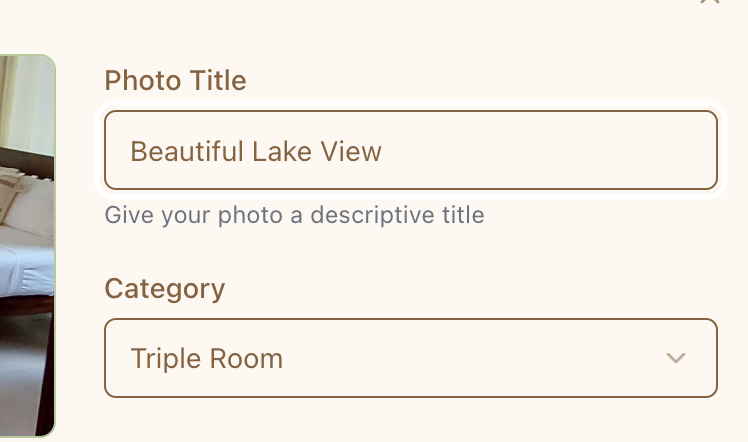 Photo Title
Beautiful Lake View
Give your photo a descriptive title
Category
Triple Room